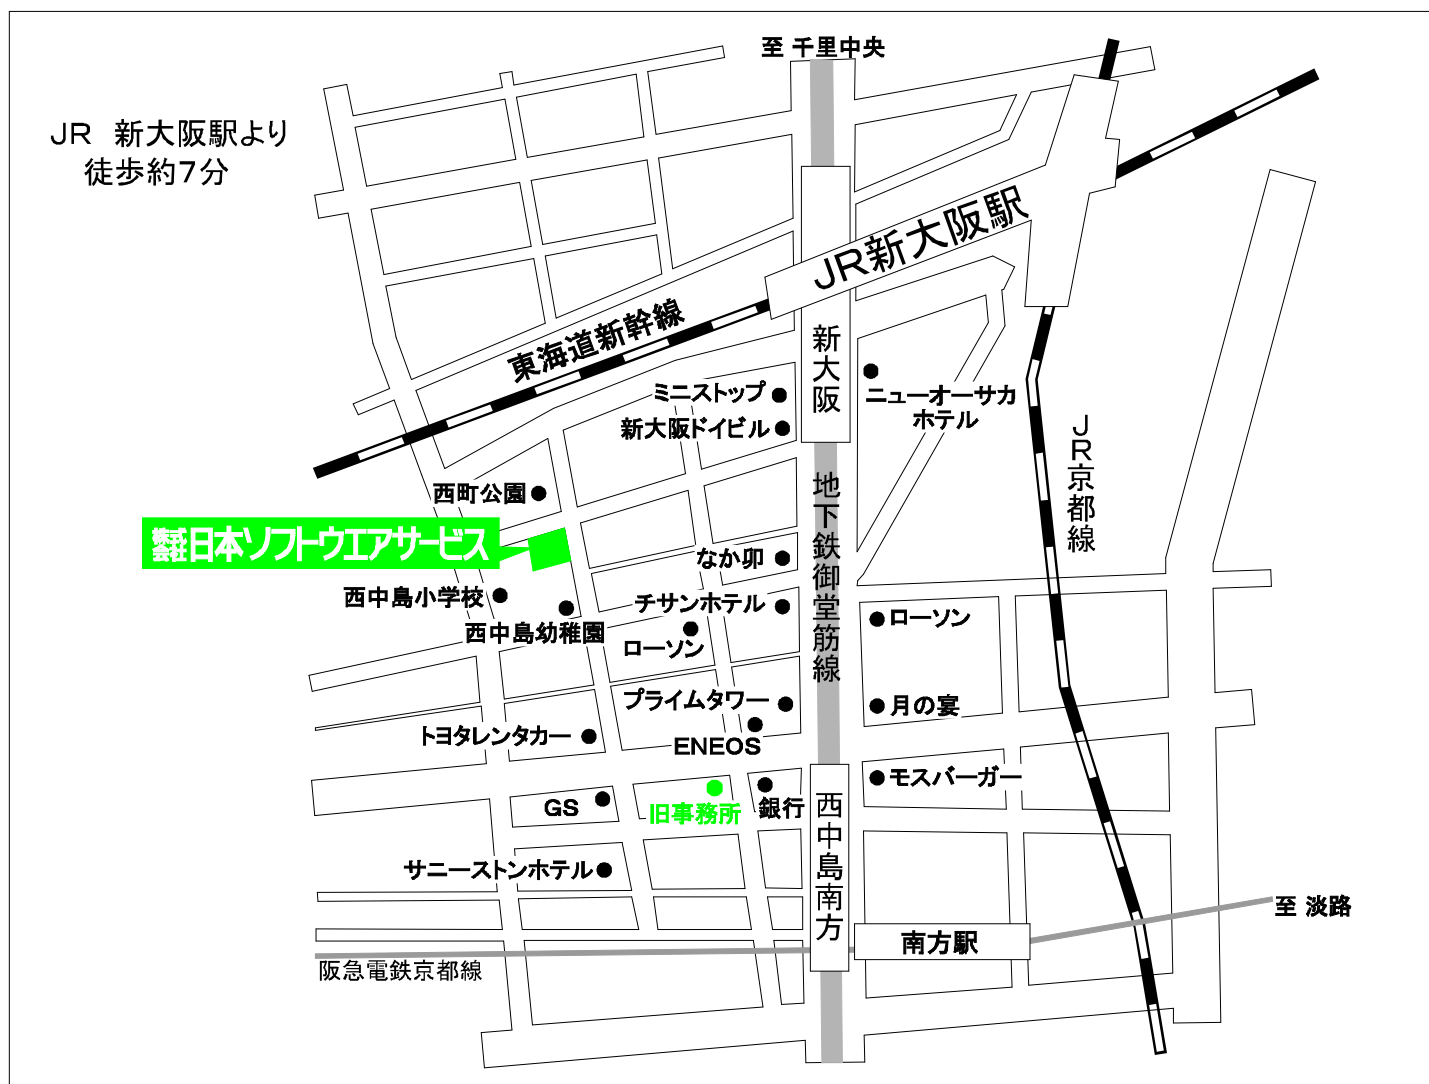 至 千里中央
JR 新大阪駅より
徒歩約7分
JR新大阪駅
東海道新幹線
新大阪
ミニストップ
ニューオーサカ
ホテル
新大阪ドイビル
JR京都線
西町公園
地下鉄御堂筋線
株式会社日本ソフトウエアサービス
なか卯
西中島小学校
チサンホテル
西中島幼稚園
ローソン
ローソン
プライムタワー
月の宴
トヨタレンタカー
ENEOS
モスバーガー
GS
旧事務所
銀行
西中島南方
サニーストンホテル
至 淡路
南方駅
阪急電鉄京都線